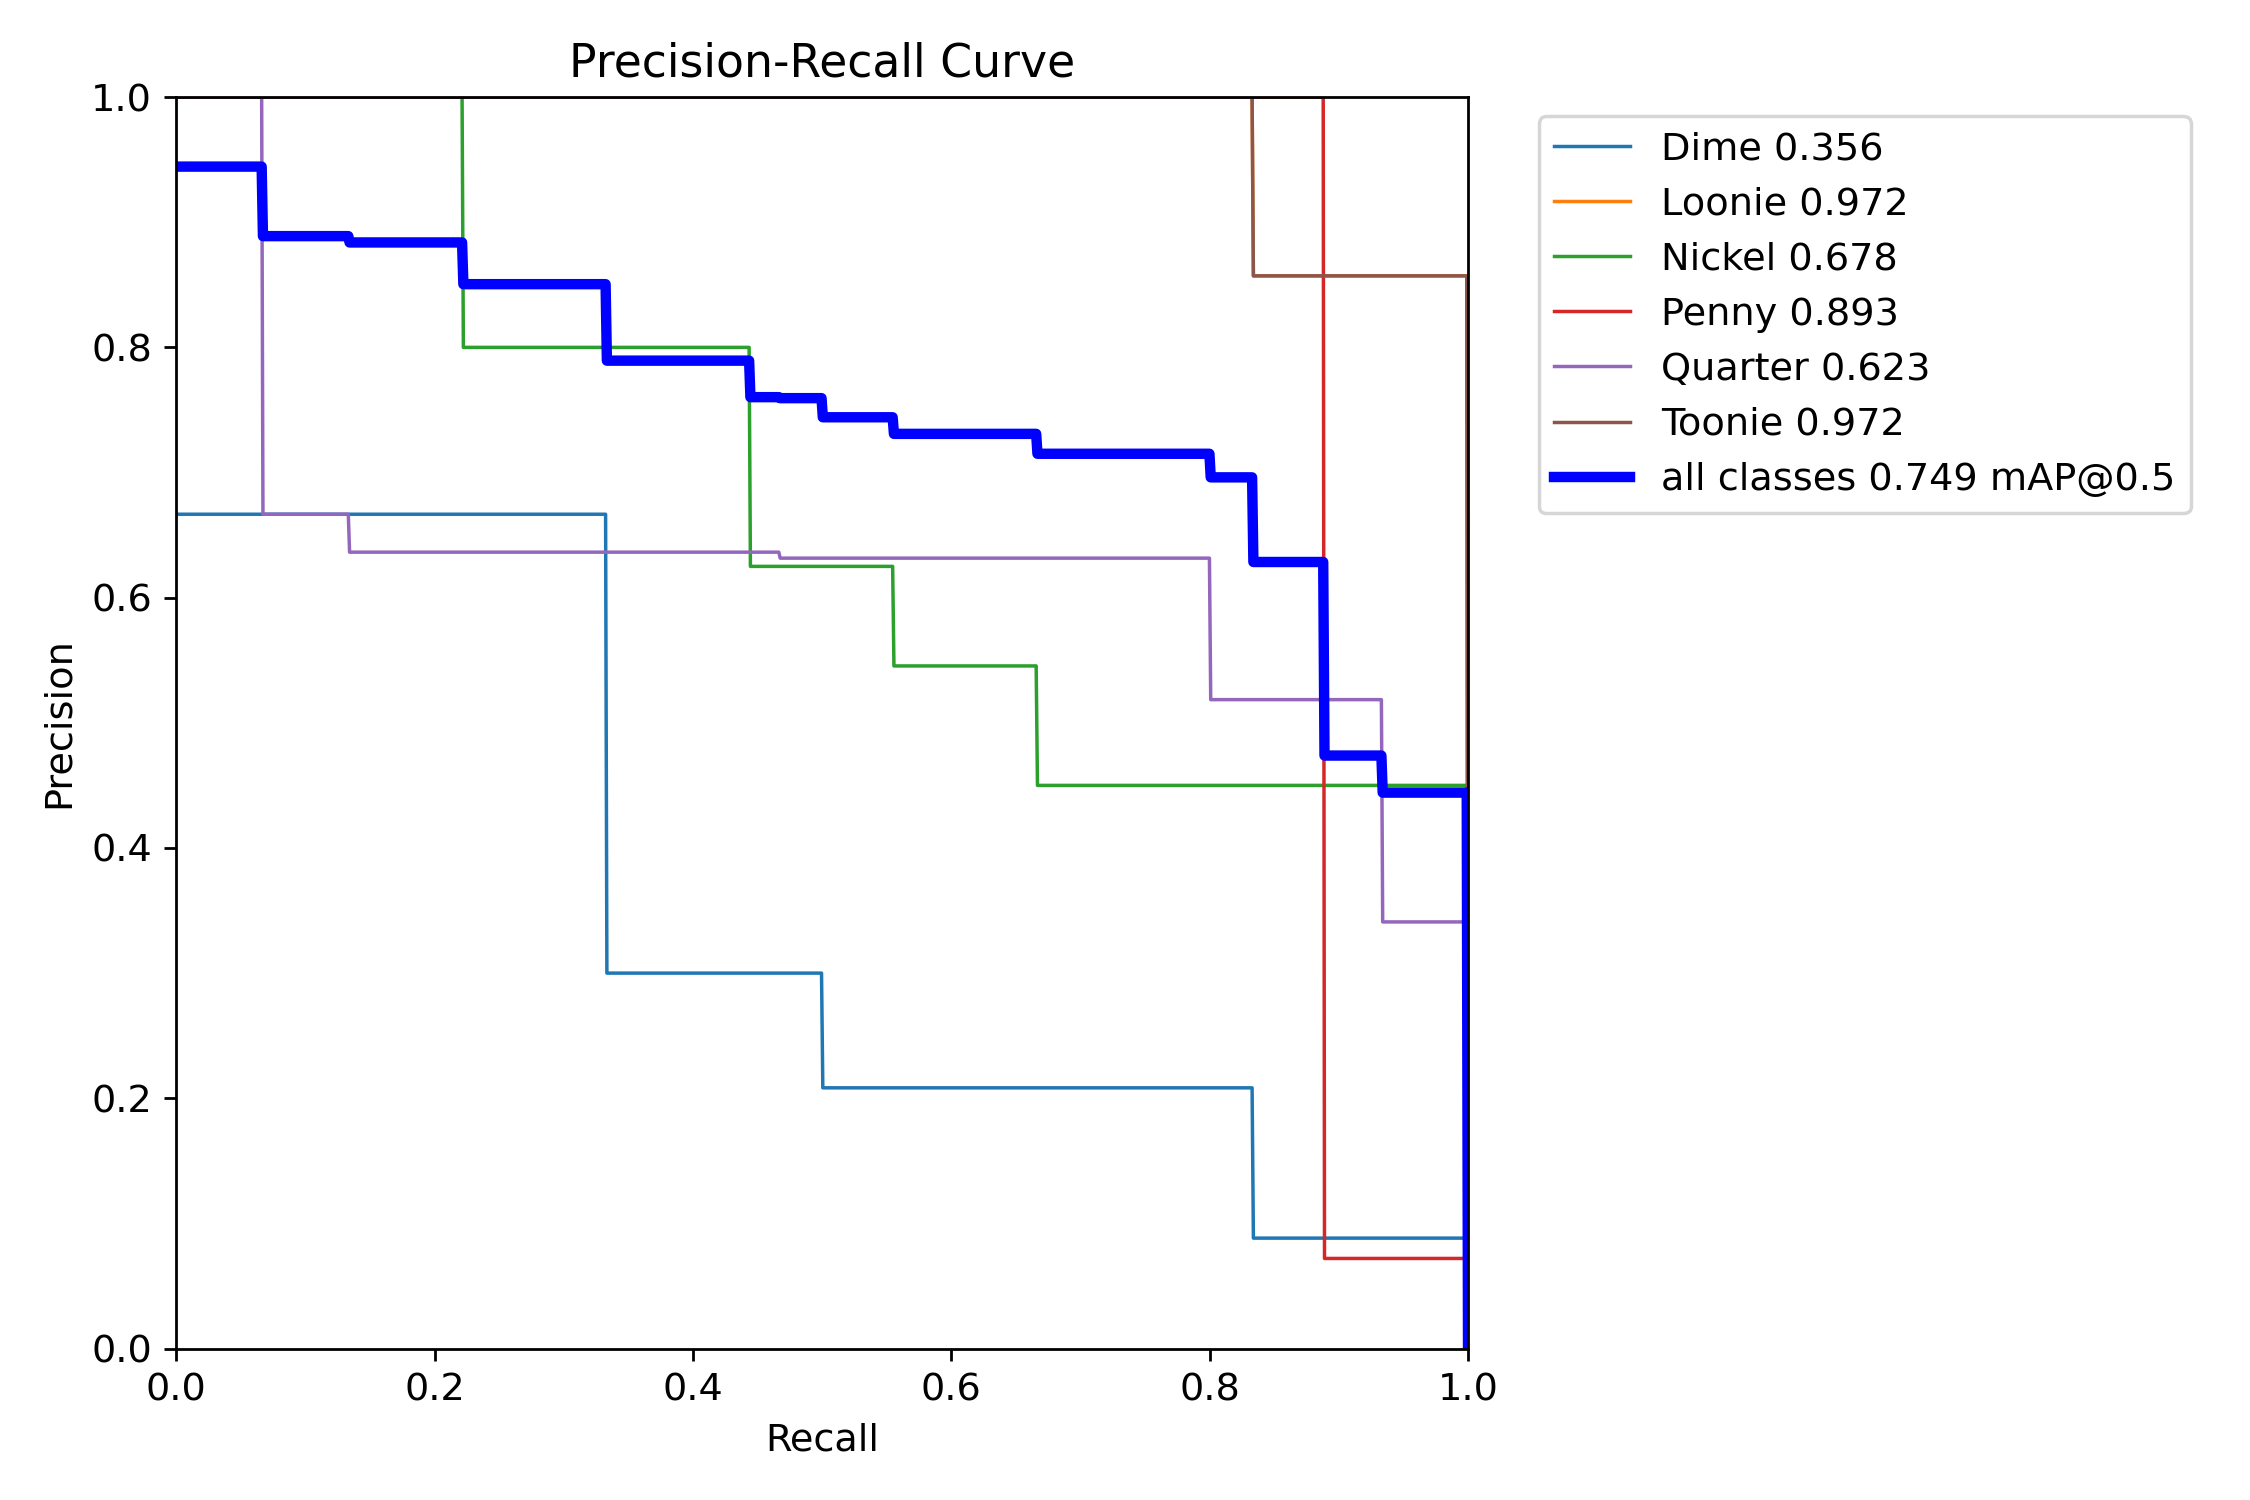 Precision-Recall Curve
1.0
0.8
0.6
0.4
0.2
0.0
Precision
0.0 0.2 0.4 0.6 0.8 1.0
Recall
Dime 0.356
Loonie 0.972
Nickel 0.678
Penny 0.893
Quarter 0.623
Toonie 0.972
all classes 0.749 mAP@0.5